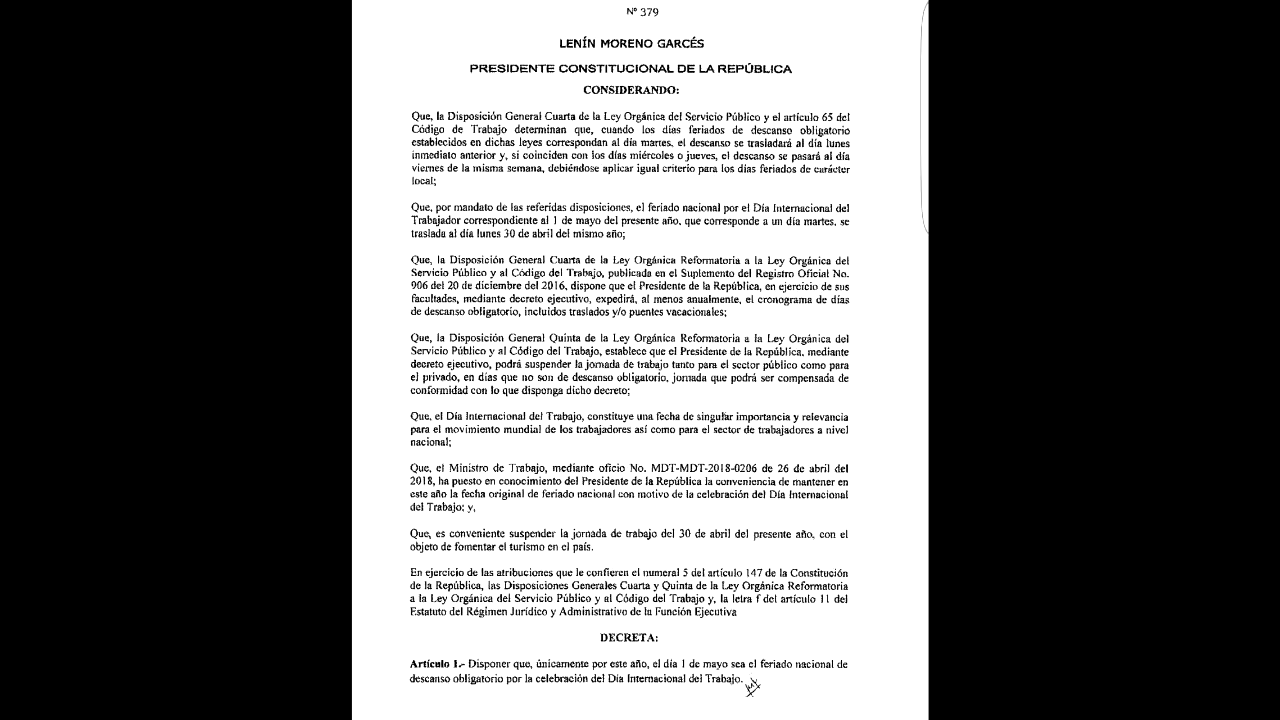 Nº 379
LENÍN MORENO GARCÉS
PRESIDENTE CONSTITUCIONAL DE LA REPÚBLICA
CONSIDERANDO:
Que, la Disposición General Cuarta de la Ley Orgánica del Servicio Público y el artículo 65 del
Código de Trabajo determinan que, cuando los días feriados de descanso obligatorio
establecidos en dichas leyes correspondan al día martes, el descanso se trasladará al día lunes
inmediato anterior y, si coinciden con los días miércoles o jueves, el descanso se pasará al día
viernes de la misma semana, debiéndose aplicar igual criterio para los días feriados de carácter
local;
Que, por mandato de las referidas disposiciones, el feriado nacional por el Día Internacional del
Trabajador correspondiente al 1 de mayo del presente año, que corresponde a un día martes, se
traslada al día lunes 30 de abril del mismo año;
Que, la Disposición General Cuarta de la Ley Orgánica Reformatoria a la Ley Orgánica del
Servicio Público y al Código del Trabajo, publicada en el Suplemento del Registro Oficial No.
906 del 20 de diciembre del 2016, dispone que el Presidente de la República, en ejercicio de sus
facultades, mediante decreto ejecutivo, expedirá, al menos anualmente, el cronograma de días
de descanso obligatorio, incluidos traslados y/o puentes vacacionales;
Que, la Disposición General Quinta de la Ley Orgánica Reformatoria a la Ley Orgánica del
Servicio Público y al Código del Trabajo, establece que el Presidente de la República, mediante
decreto ejecutivo, podrá suspender la jornada de trabajo tanto para el sector público como para
el privado, en días que no son de descanso obligatorio, jornada que podrá ser compensada de
conformidad con lo que disponga dicho decreto;
Que, el Día Internacional del Trabajo, constituye una fecha de singular importancia y relevancia
para el movimiento mundial de los trabajadores así como para el sector de trabajadores a nivel
nacional;
Que, el Ministro de Trabajo, mediante oficio No. MDT-MDT-2018-0206 de 26 de abril del
2018, ha puesto en conocimiento del Presidente de la República la conveniencia de mantener en
este año la fecha original de feriado nacional con motivo de la celebración del Día Internacional
del Trabajo; y,
Que, es conveniente suspender la jornada de trabajo del 30 de abril del presente año, con el
objeto de fomentar el turismo en el país.
En ejercicio de las atribuciones que le confieren el numeral 5 del artículo 147 de la Constitución
de la República, las Disposiciones Generales Cuarta y Quinta de la Ley Orgánica Reformatoria
a la Ley Orgánica del Servicio Público y al Código del Trabajo y, la letra f del artículo 11 del
Estatuto del Régimen Jurídico y Administrativo de la Función Ejecutiva
DECRETA:
Artículo 1.- Disponer que, únicamente por este año, el día 1 de mayo sea el feriado nacional de
descanso obligatorio por la celebración del Día Internacional del Trabajo.